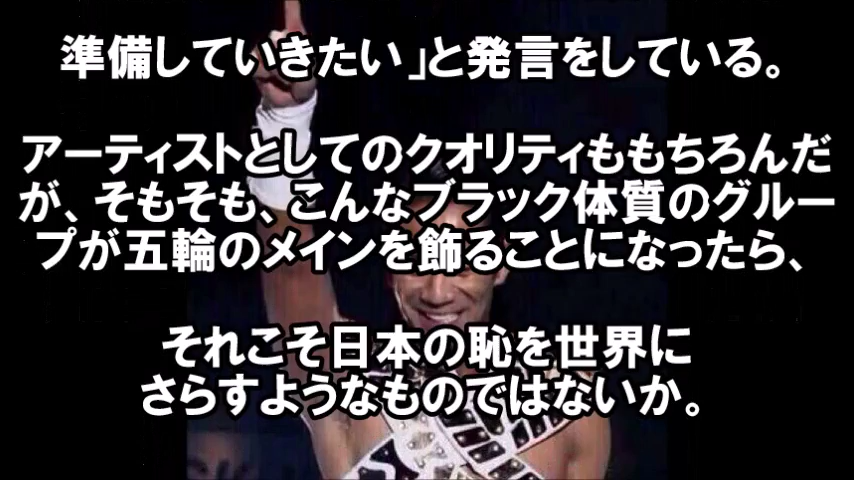 準備していきたい」と発言をしている。
アーティストとしてのクオリティももちろんだ
が、そもそも、こんなブラック体質のグルー
プが五輪のメインを飾ることになったら、
それこそ日本の恥を世界に
さらすようなものではないか。